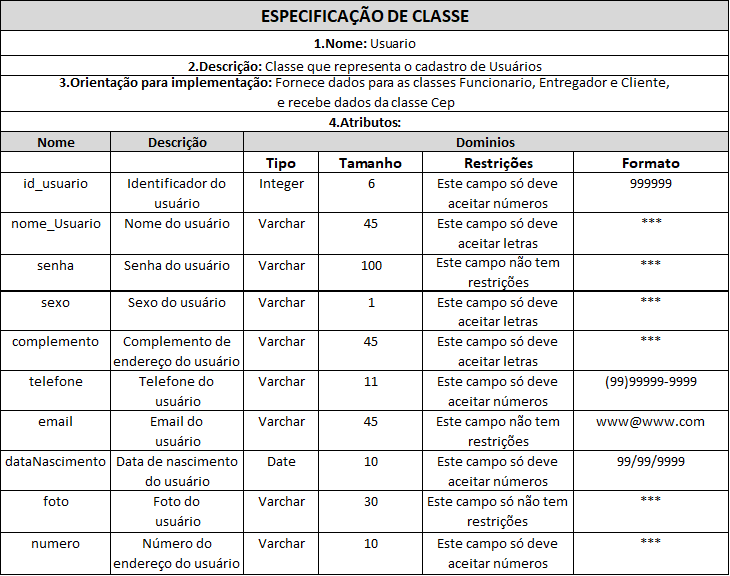 ESPECIFICAÇÃO DE CLASSE
1.Nome: Usuario
2.Descrição: Classe que representa o cadastro de Usuários
3.Orientação para implementação: Fornece dados para as classes Funcionario, Entregador e Cliente,
e recebe dados da classe Cep
4.Atributos:
Nome Descrição Dominios
Tipo Tamanho Restrições Formato
id_usuario Identificador do Integer 6 Este campo só deve 999999
usuário aceitar números
nome_Usuario Nome do usuário Varchar 45 Este campo só deve ***
aceitar letras
senha Senha do usuário Varchar 100 Este campo não tem ***
restrições
sexo Sexo do usuário Varchar 1 Este campo só deve ***
aceitar letras
complemento Complemento de Varchar 45 Este campo só deve ***
endereço do usuário aceitar letras
telefone Telefone do Varchar 11 Este campo só deve (99)99999-9999
usuário aceitar números
email Email do Varchar 45 Este campo não tem www@www.com
usuário restrições
dataNascimento Data de nascimento Date 10 Este campo só deve 99/99/9999
do usuário aceitar números
foto Foto do Varchar 30 Este campo só não tem ***
usuário restrições
numero Número do Varchar 10 Este campo só deve ***
endereço do usuário aceitar números